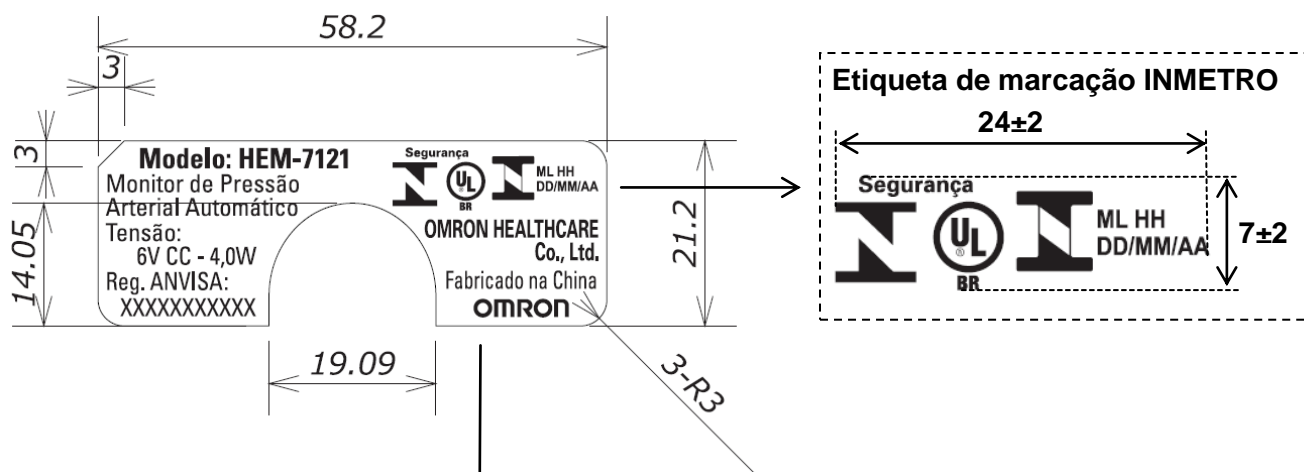 58.2
3
3
14.05
Modelo: HEM-7121
Monitor de Pressão
Arterial Automático
Tensão:
6V CC - 4,0W
Reg. ANVISA:
XXXXXXXXXXX
Segurança
UL
BR
ML HH
DD/MM/AA
OMRON HEALTHCARE
Co., Ltd.
Fabricado na China
OMRON
21.2
19.09
3-R3
Etiqueta de marcação INMETRO
24±2
Segurança
UL
®
BR
ML HH
DD/MM/AA
7±2